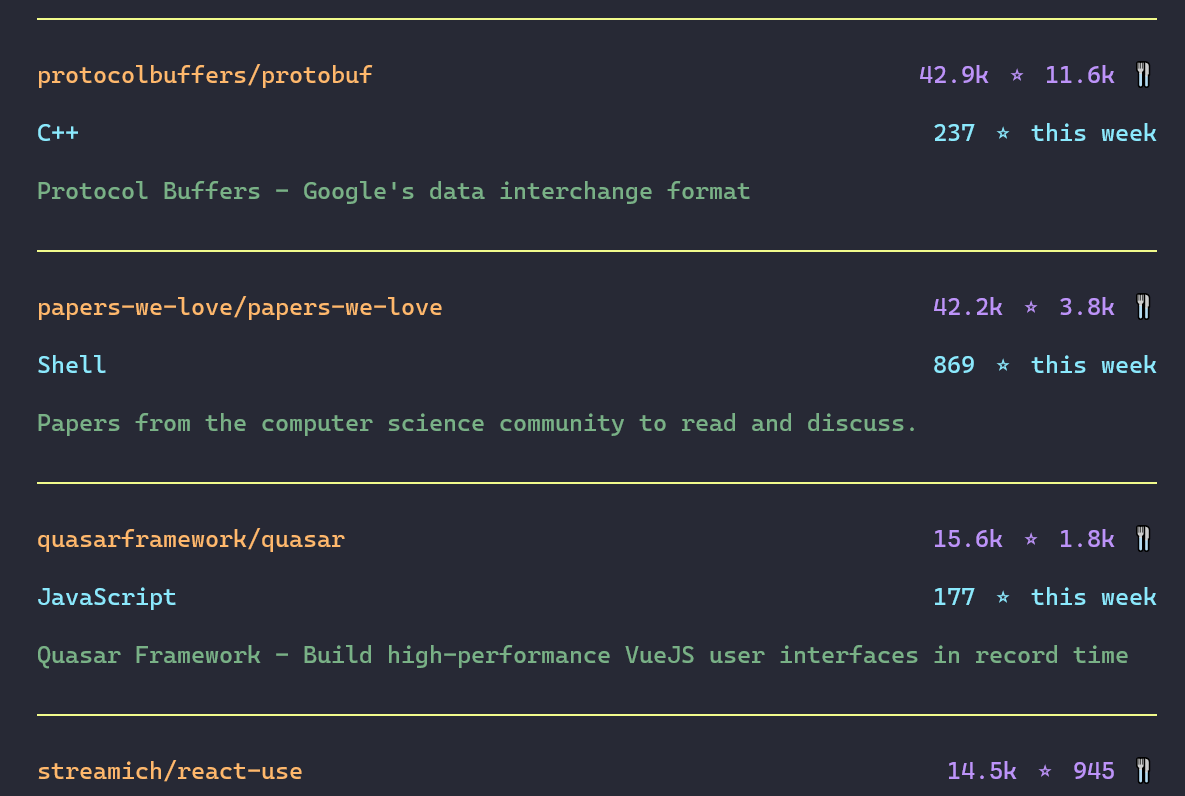 protocolbuffers/protobuf 42.9k ⭐ 11.6k 🍴
C++ 237 ⭐ this week
Protocol Buffers - Google's data interchange format
papers-we-love/papers-we-love 42.2k ⭐ 3.8k 🍴
Shell 869 ⭐ this week
Papers from the computer science community to read and discuss.
quasarframework/quasar 15.6k ⭐ 1.8k 🍴
JavaScript 177 ⭐ this week
Quasar Framework - Build high-performance VueJS user interfaces in record time
streamich/react-use 14.5k ⭐ 945 🍴